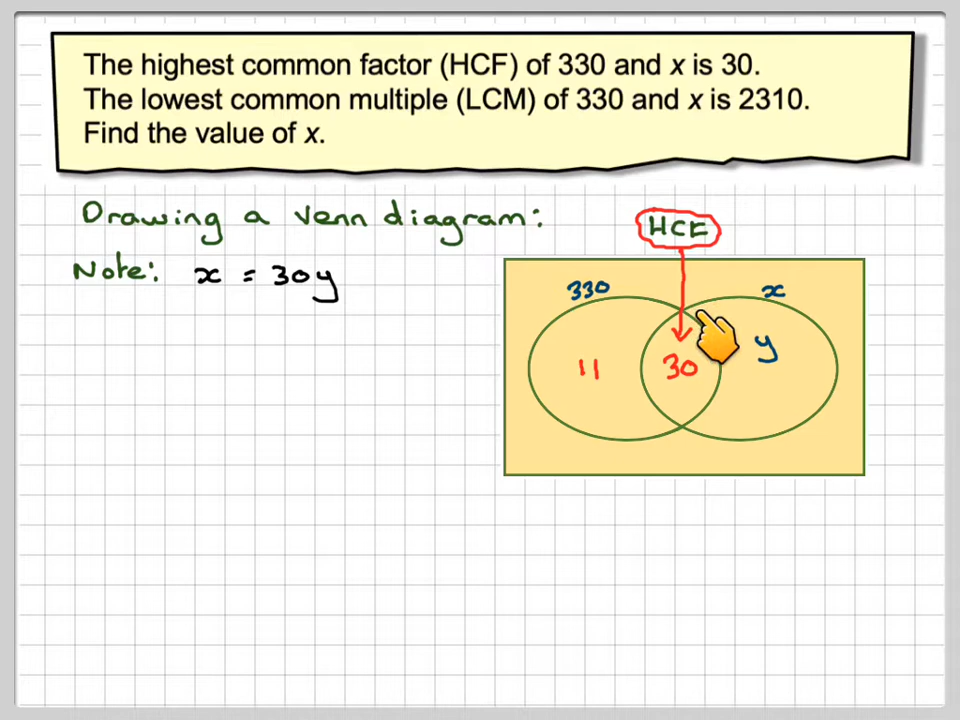 The highest common factor (HCF) of 330 and x is 30.
The lowest common multiple (LCM) of 330 and x is 2310.
Find the value of x.
Drawing a venn diagram:
HCF
Note: x = 30y
330
x
11
30
y